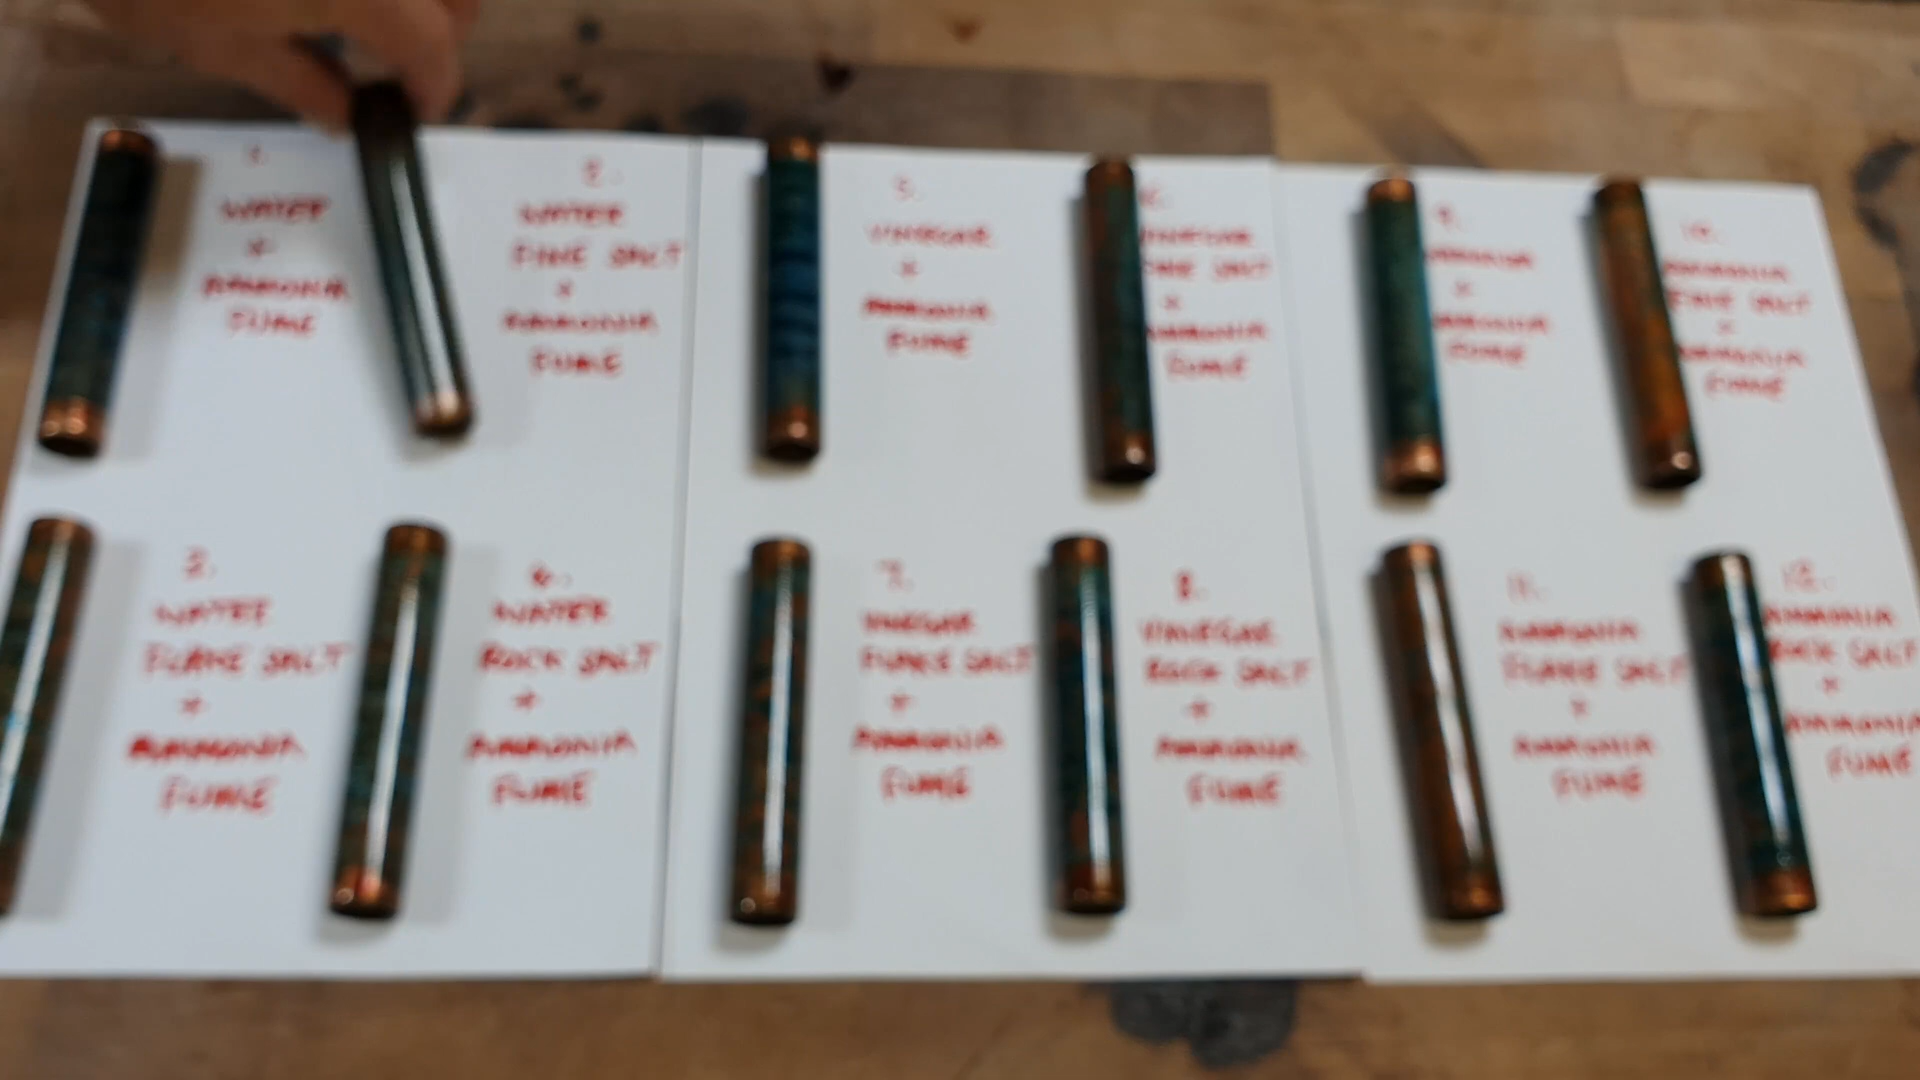 1.
WATER
+
AMMONIA
FUME
2.
WATER
FINE SALT
+
AMMONIA
FUME
5.
VINEGAR
+
AMMONIA
FUME
6.
VINEGAR
FINE SALT
+
AMMONIA
FUME
9.
AMMONIA
+
AMMONIA
FUME
10.
AMMONIA
FINE SALT
+
AMMONIA
FUME
3.
WATER
FLAKE SALT
+
AMMONIA
FUME
4.
WATER
ROCK SALT
+
AMMONIA
FUME
7.
VINEGAR
FLAKE SALT
+
AMMONIA
FUME
8.
VINEGAR
ROCK SALT
+
AMMONIA
FUME
11.
AMMONIA
FLAKE SALT
+
AMMONIA
FUME
12.
AMMONIA
ROCK SALT
+
AMMONIA
FUME